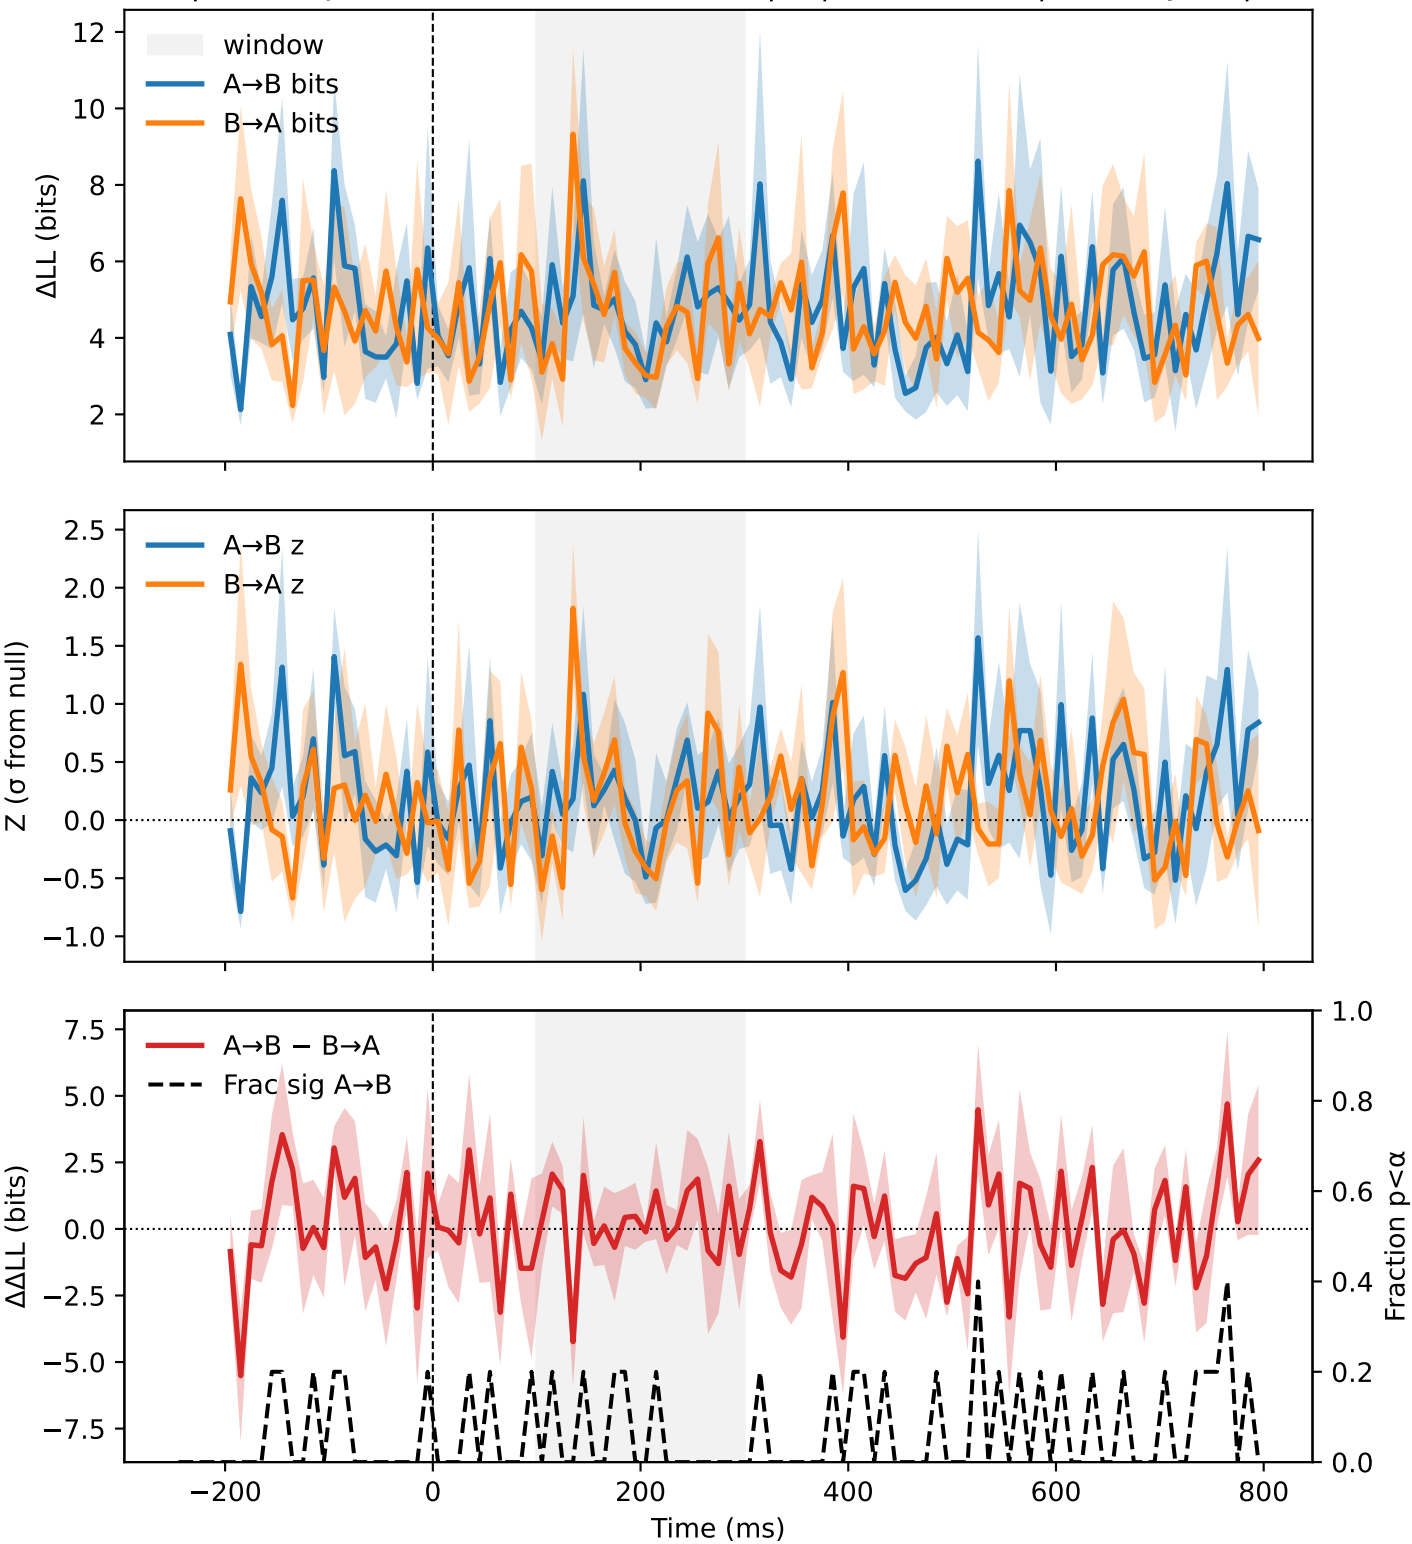 12
10
8
6
4
2
ΔLL (bits)
window
A→B bits
B→A bits
2.5
2.0
1.5
1.0
0.5
0.0
−0.5
−1.0
Z (σ from null)
A→B z
B→A z
7.5
5.0
2.5
0.0
−2.5
−5.0
−7.5
ΔΔLL (bits)
A→B − B→A
Frac sig A→B
1.0
0.8
0.6
0.4
0.2
0.0
Fraction p<α
−200
0
200
400
600
800
Time (ms)